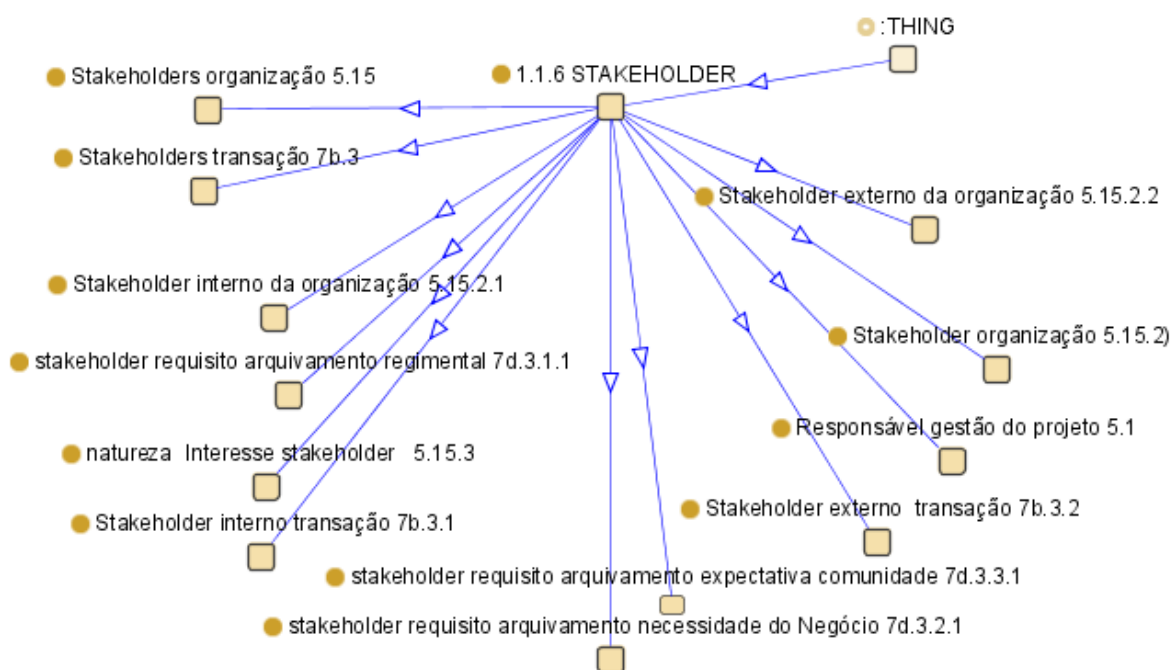 :THING
Stakeholders organização 5.15
1.1.6 STAKEHOLDER
Stakeholders transação 7b.3
Stakeholder externo da organização 5.15.2.2
Stakeholder interno da organização 5.15.2.1
Stakeholder organização 5.15.2)
stakeholder requisito arquivamento regimental 7d.3.1.1
Responsável gestão do projeto 5.1
natureza Interesse stakeholder 5.15.3
Stakeholder interno transação 7b.3.1
Stakeholder externo transação 7b.3.2
stakeholder requisito arquivamento expectativa comunidade 7d.3.3.1
stakeholder requisito arquivamento necessidade do Negócio 7d.3.2.1